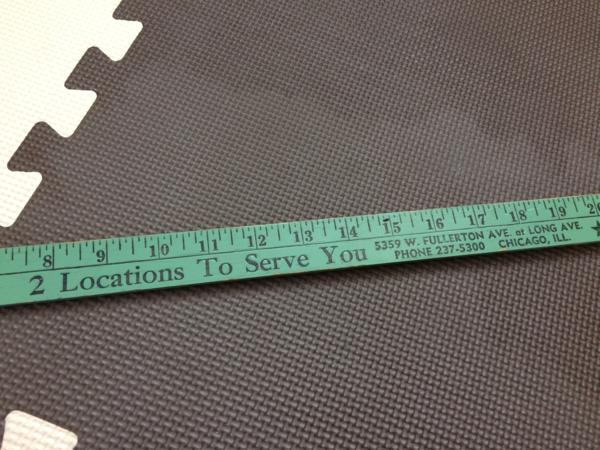 8 9 10 11 12 13 14 15 16 17 18 19 20
2 Locations To Serve You
5359 W. FULLERTON AVE. at LONG AVE.
PHONE 237-5300 CHICAGO, ILL.